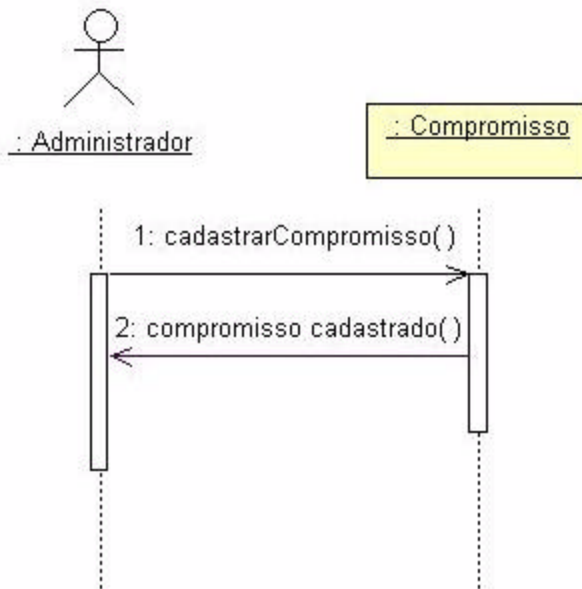 : Administrador
: Compromisso
1: cadastrarCompromisso( )
2: compromisso cadastrado( )